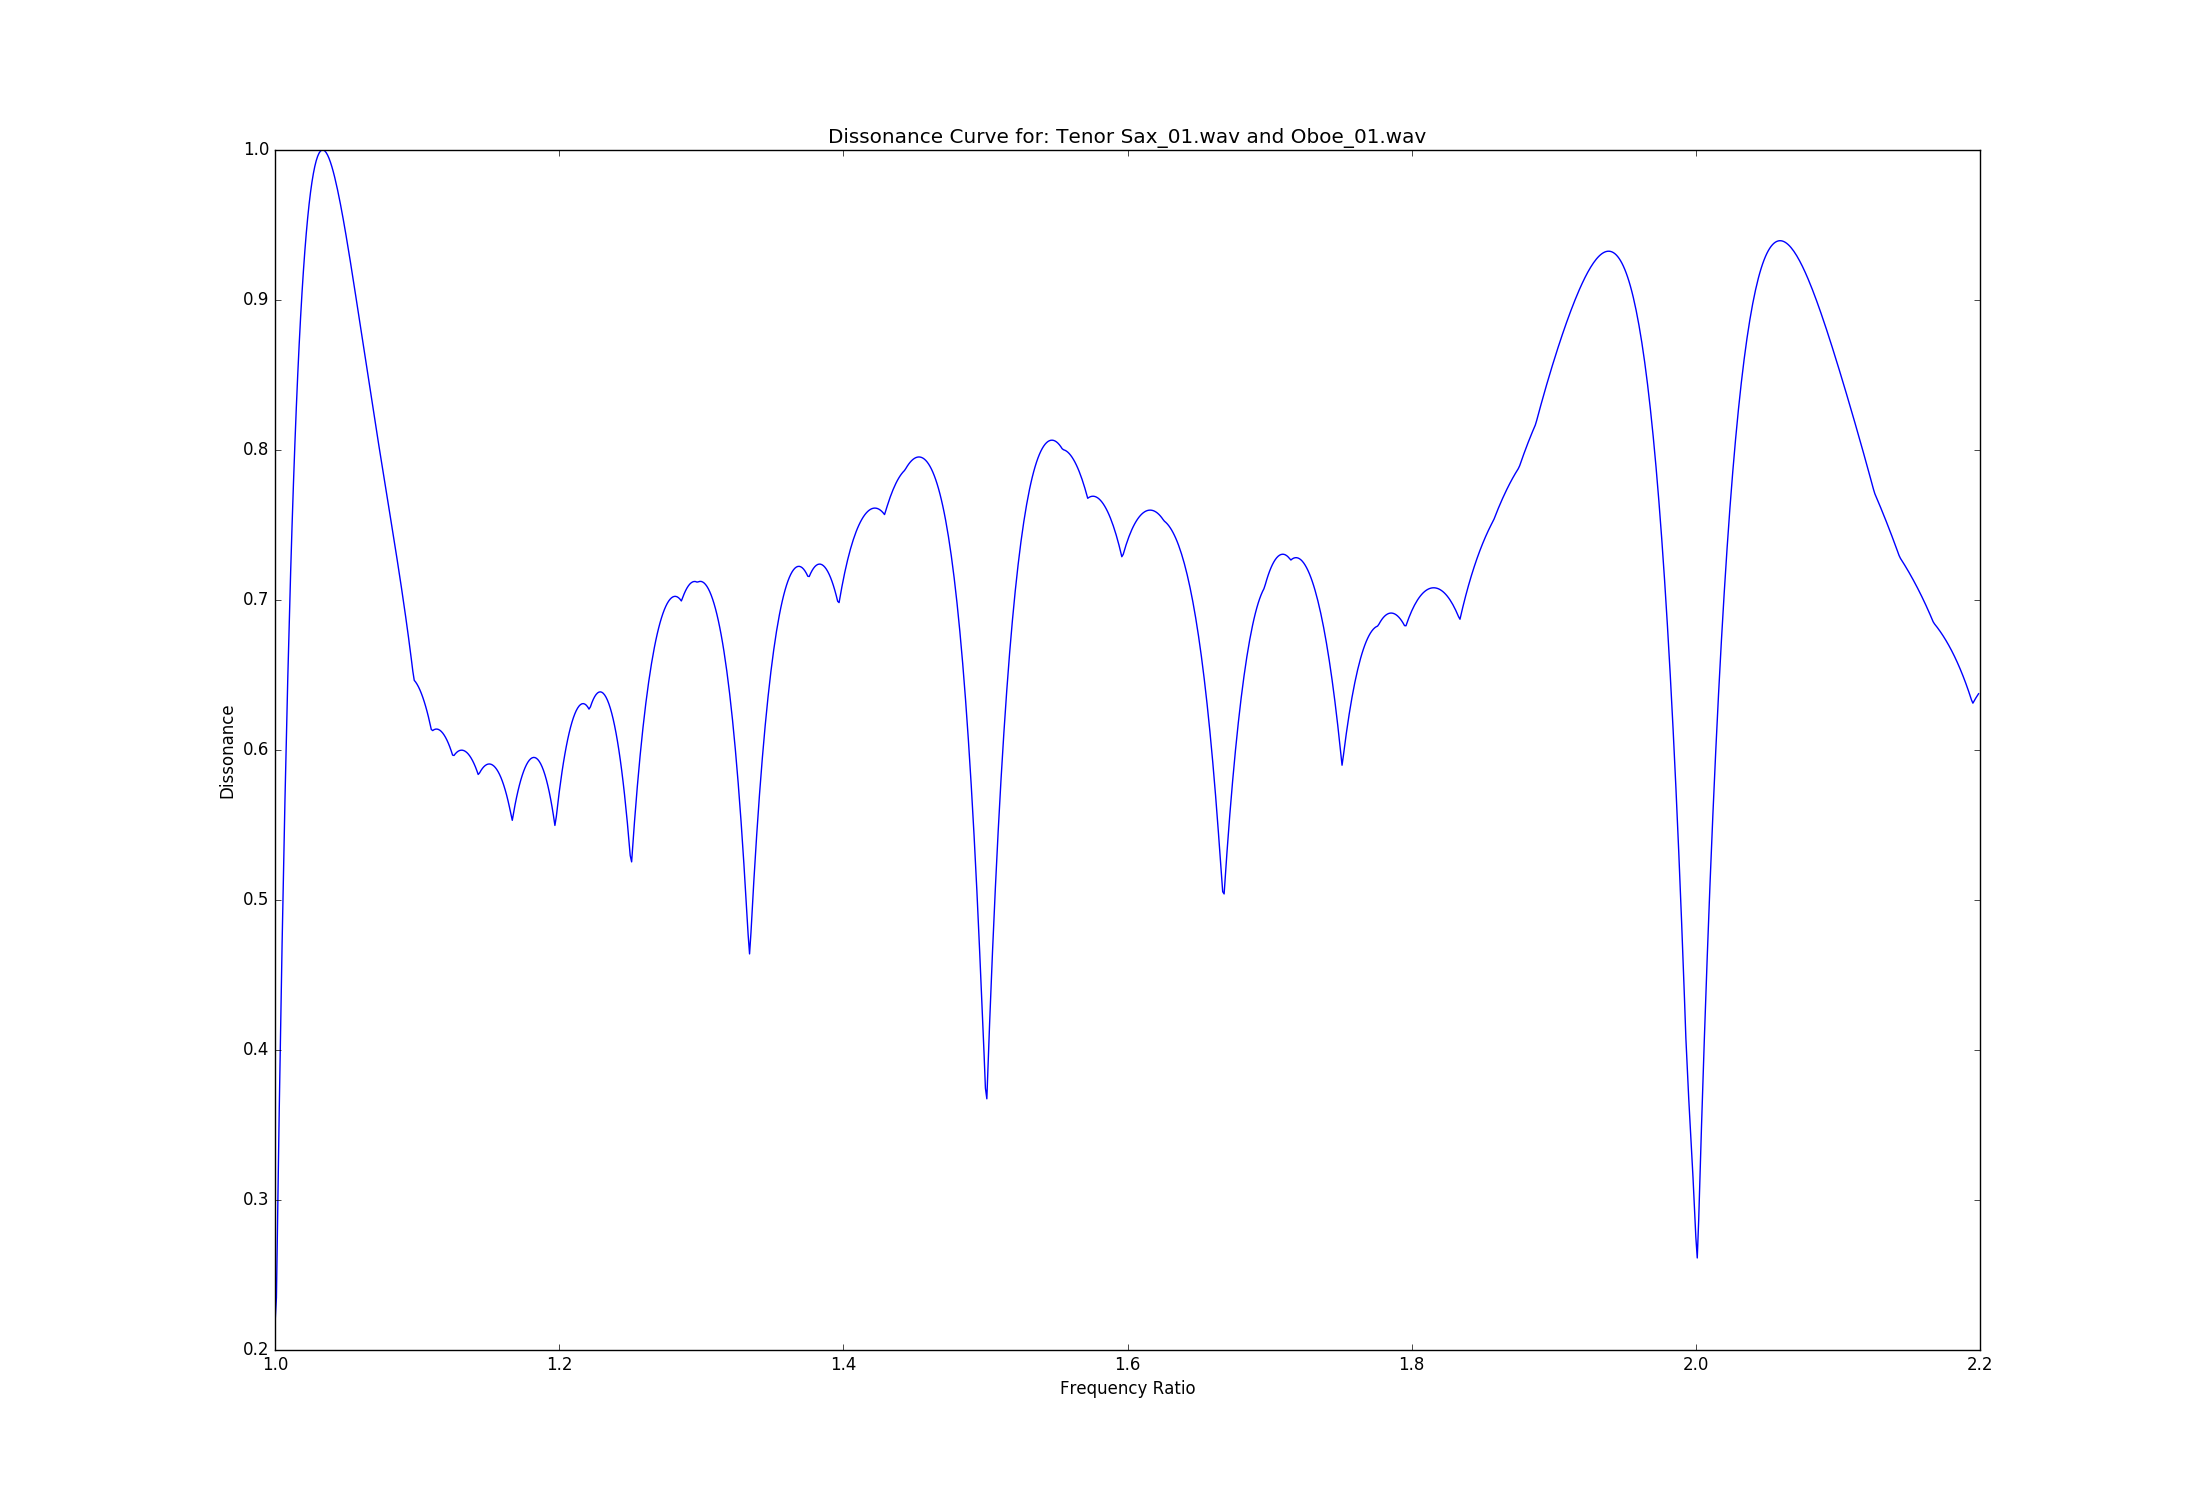 Dissonance Curve for: Tenor Sax_01.wav and Oboe_01.wav
1.0
0.9
0.8
0.7
0.6
0.5
0.4
0.3
0.2
Dissonance
1.0 1.2 1.4 1.6 1.8 2.0 2.2
Frequency Ratio